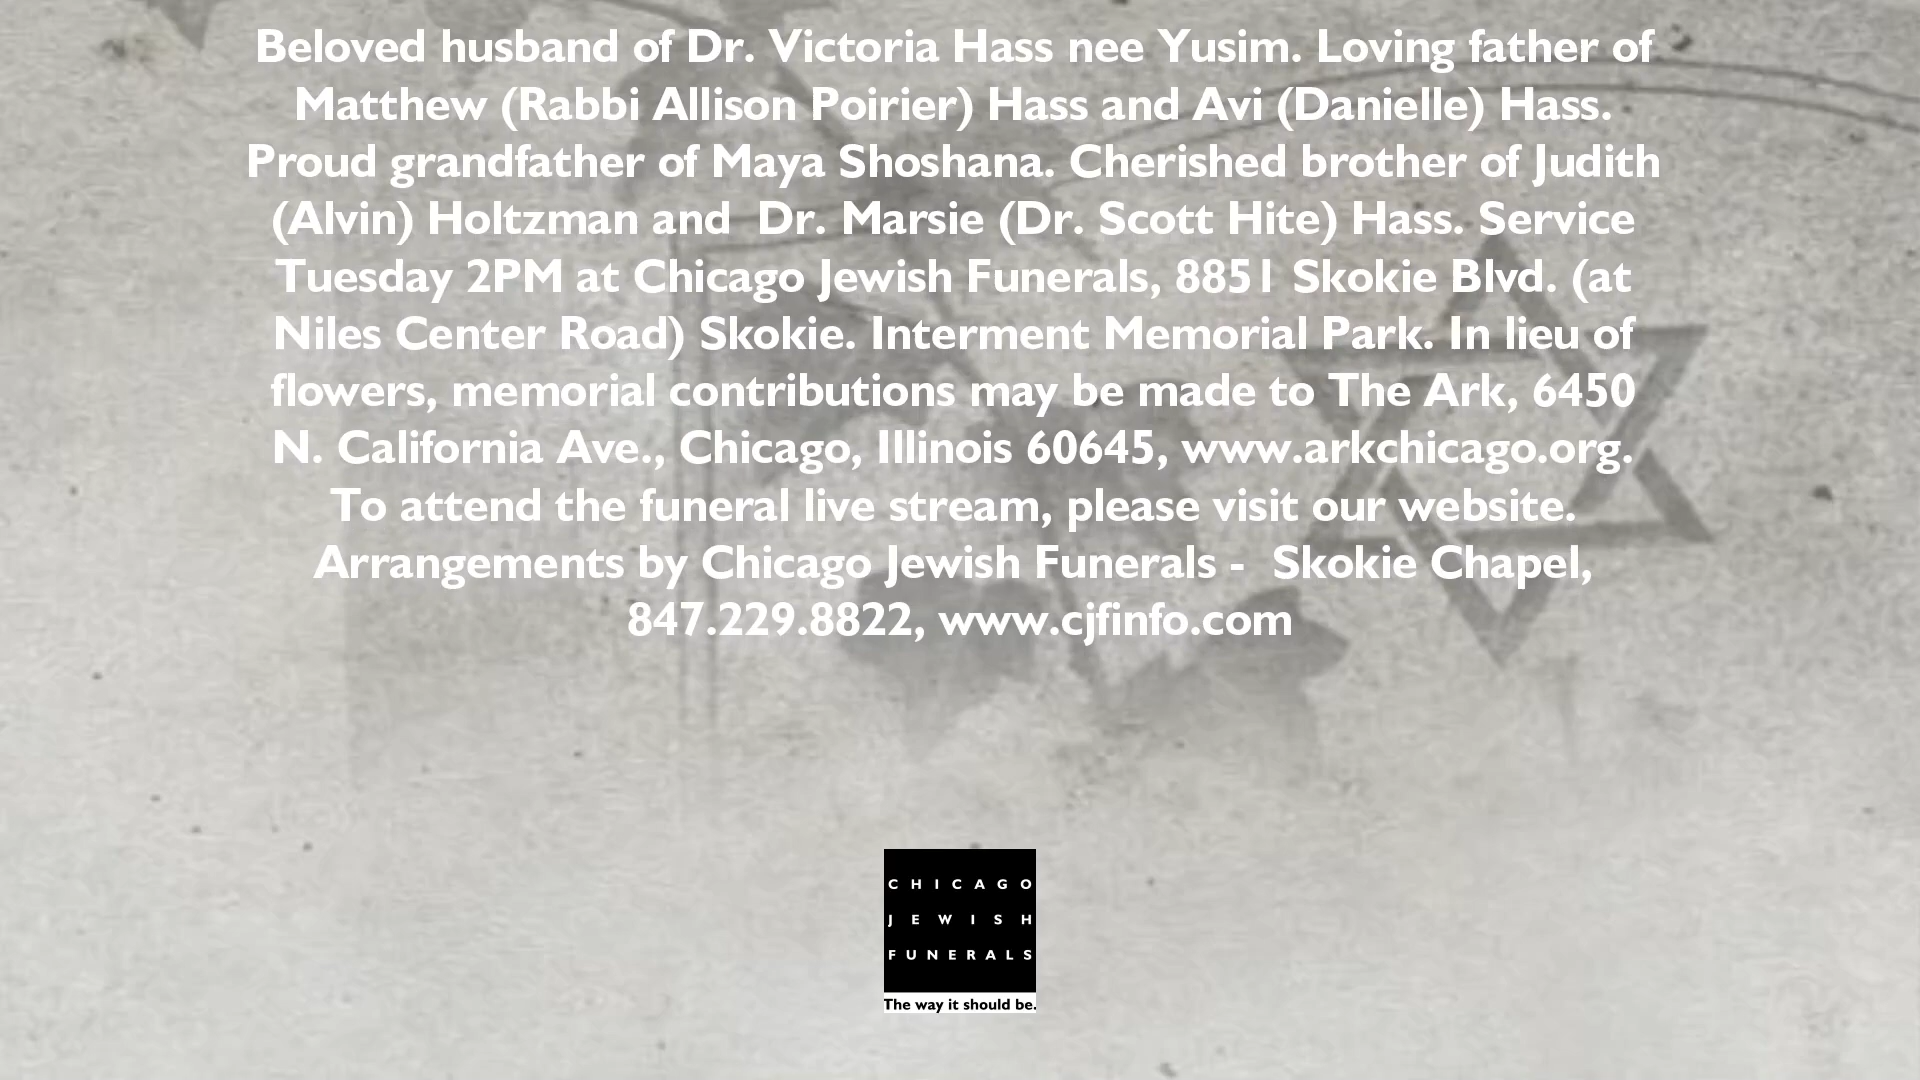 Beloved husband of Dr. Victoria Hass nee Yusim. Loving father of
Matthew (Rabbi Allison Poirier) Hass and Avi (Danielle) Hass.
Proud grandfather of Maya Shoshana. Cherished brother of Judith
(Alvin) Holtzman and  Dr. Marsie (Dr. Scott Hite) Hass. Service
Tuesday 2PM at Chicago Jewish Funerals, 8851 Skokie Blvd. (at
Niles Center Road) Skokie. Interment Memorial Park. In lieu of
flowers, memorial contributions may be made to The Ark, 6450
N. California Ave., Chicago, Illinois 60645, www.arkchicago.org.
To attend the funeral live stream, please visit our website.
Arrangements by Chicago Jewish Funerals -  Skokie Chapel,
847.229.8822, www.cjfinfo.com
CHICAGO
JEWISH
FUNERALS
The way it should be.